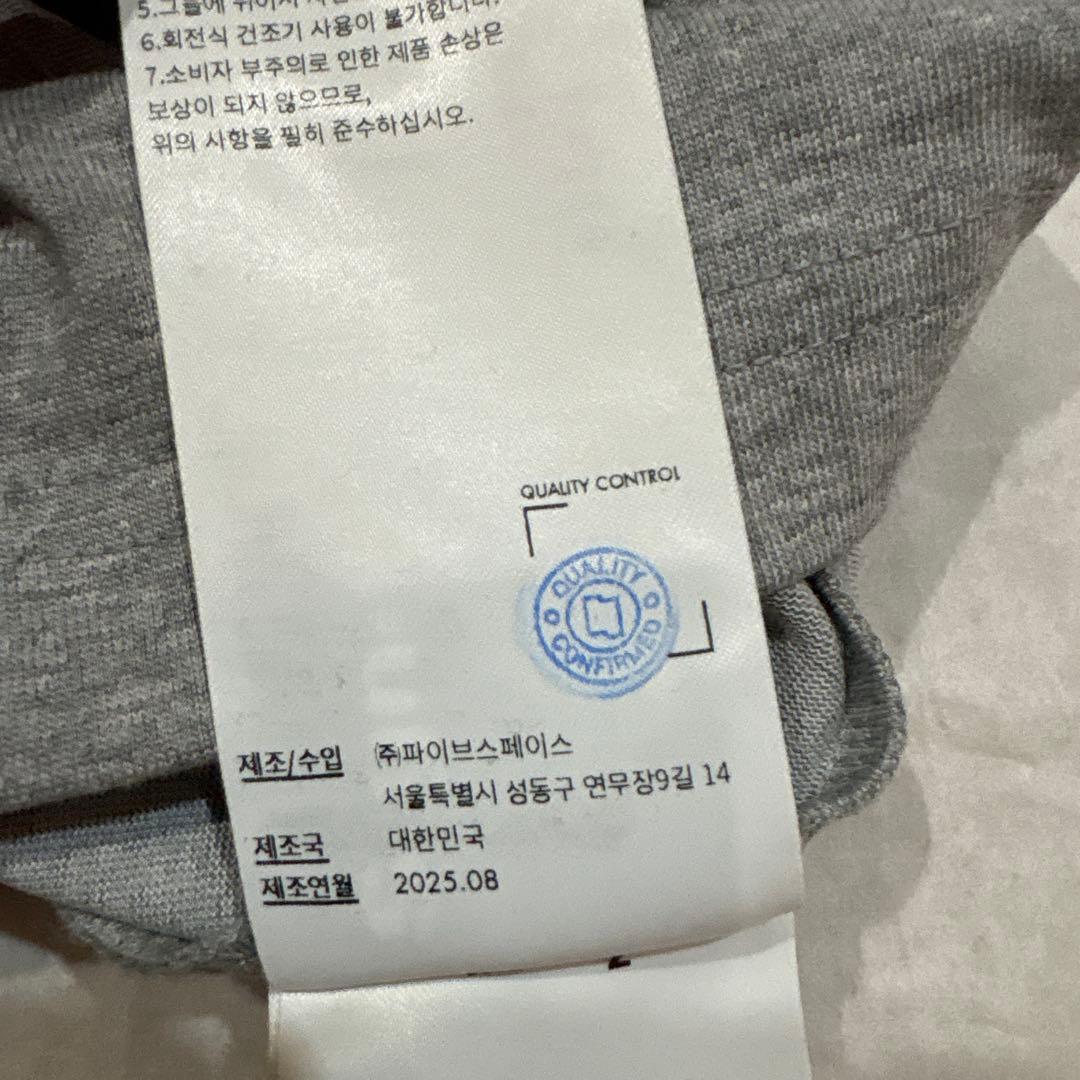 5.그늘에
6.회전식 건조기 사용이 불가합니다.
7.소비자 부주의로 인한 제품 손상은
보상이 되지 않으므로,
위의 사항을 필히 준수하십시오.
QUALITY CONTROL
QUALITY CONFIRMED
제조/수입 ㈜파이브스페이스
서울특별시 성동구 연무장9길 14
제조국 대한민국
제조연월 2025.08